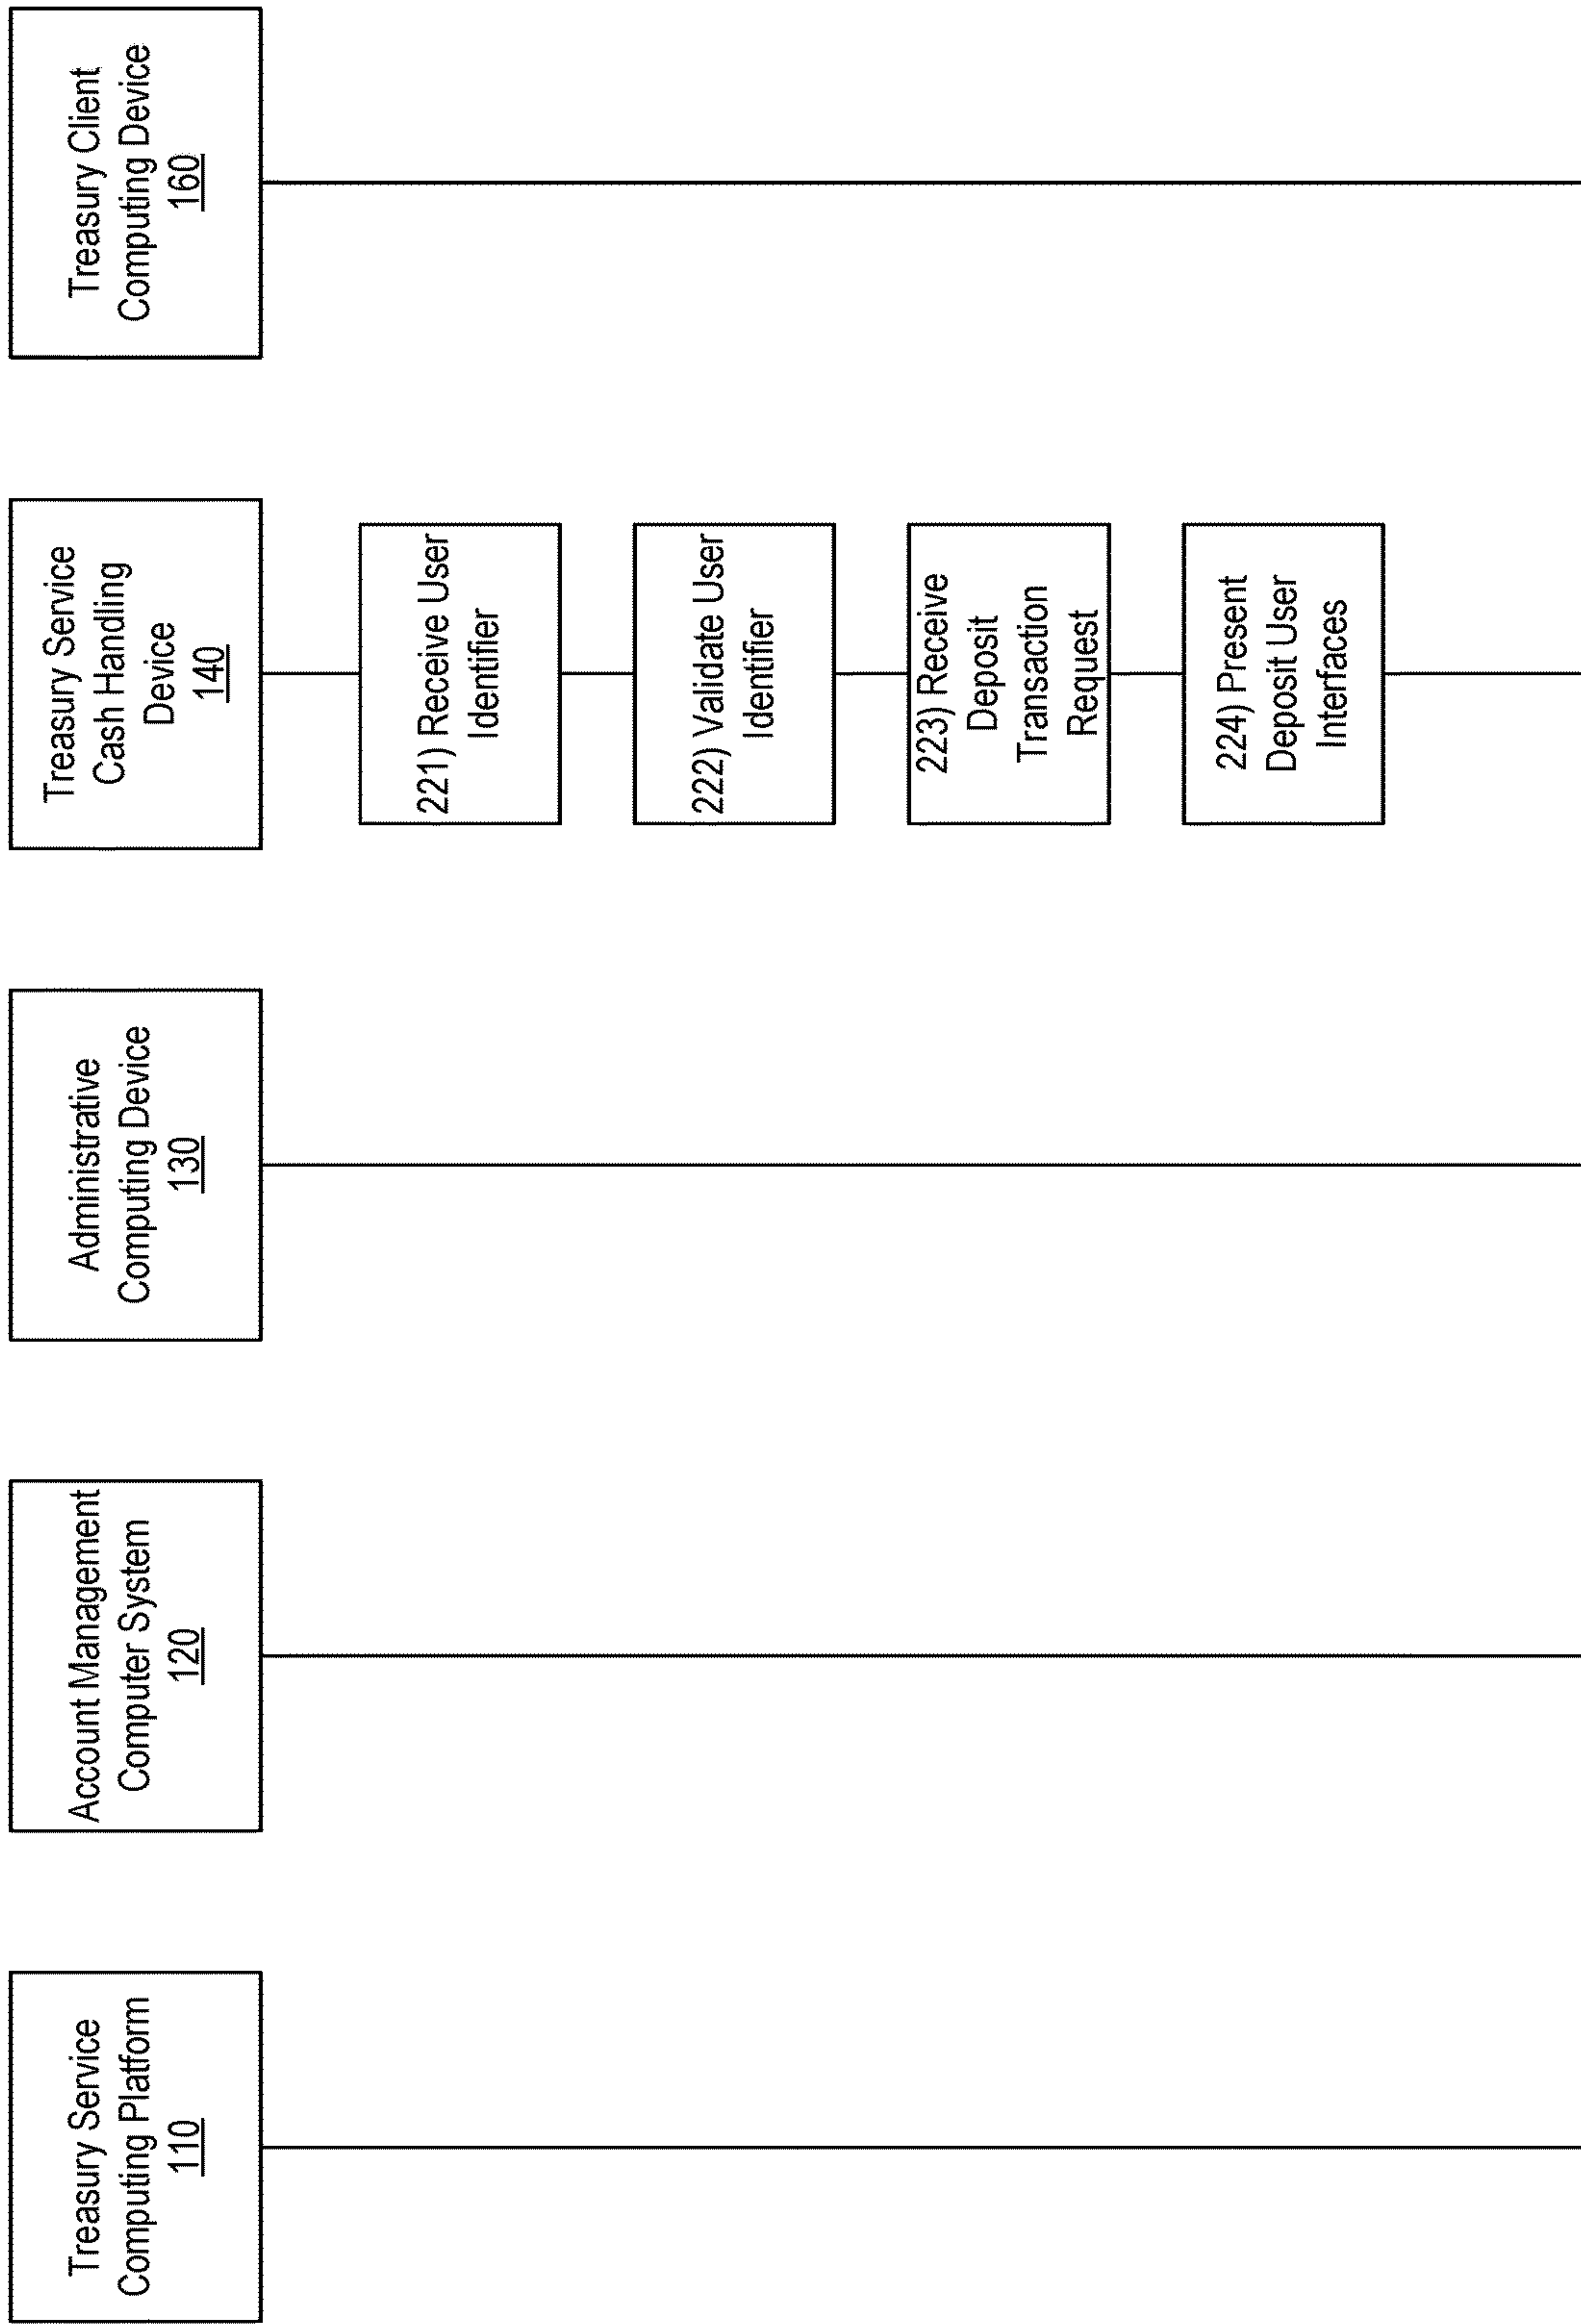 Treasury Service
Computing Platform
110
Account Management
Computer System
120
Administrative
Computing Device
130
Treasury Service
Cash Handling
Device
140
Treasury Client
Computing Device
160
221) Receive User
Identifier
222) Validate User
Identifier
223) Receive
Deposit
Transaction
Request
224) Present
Deposit User
Interfaces